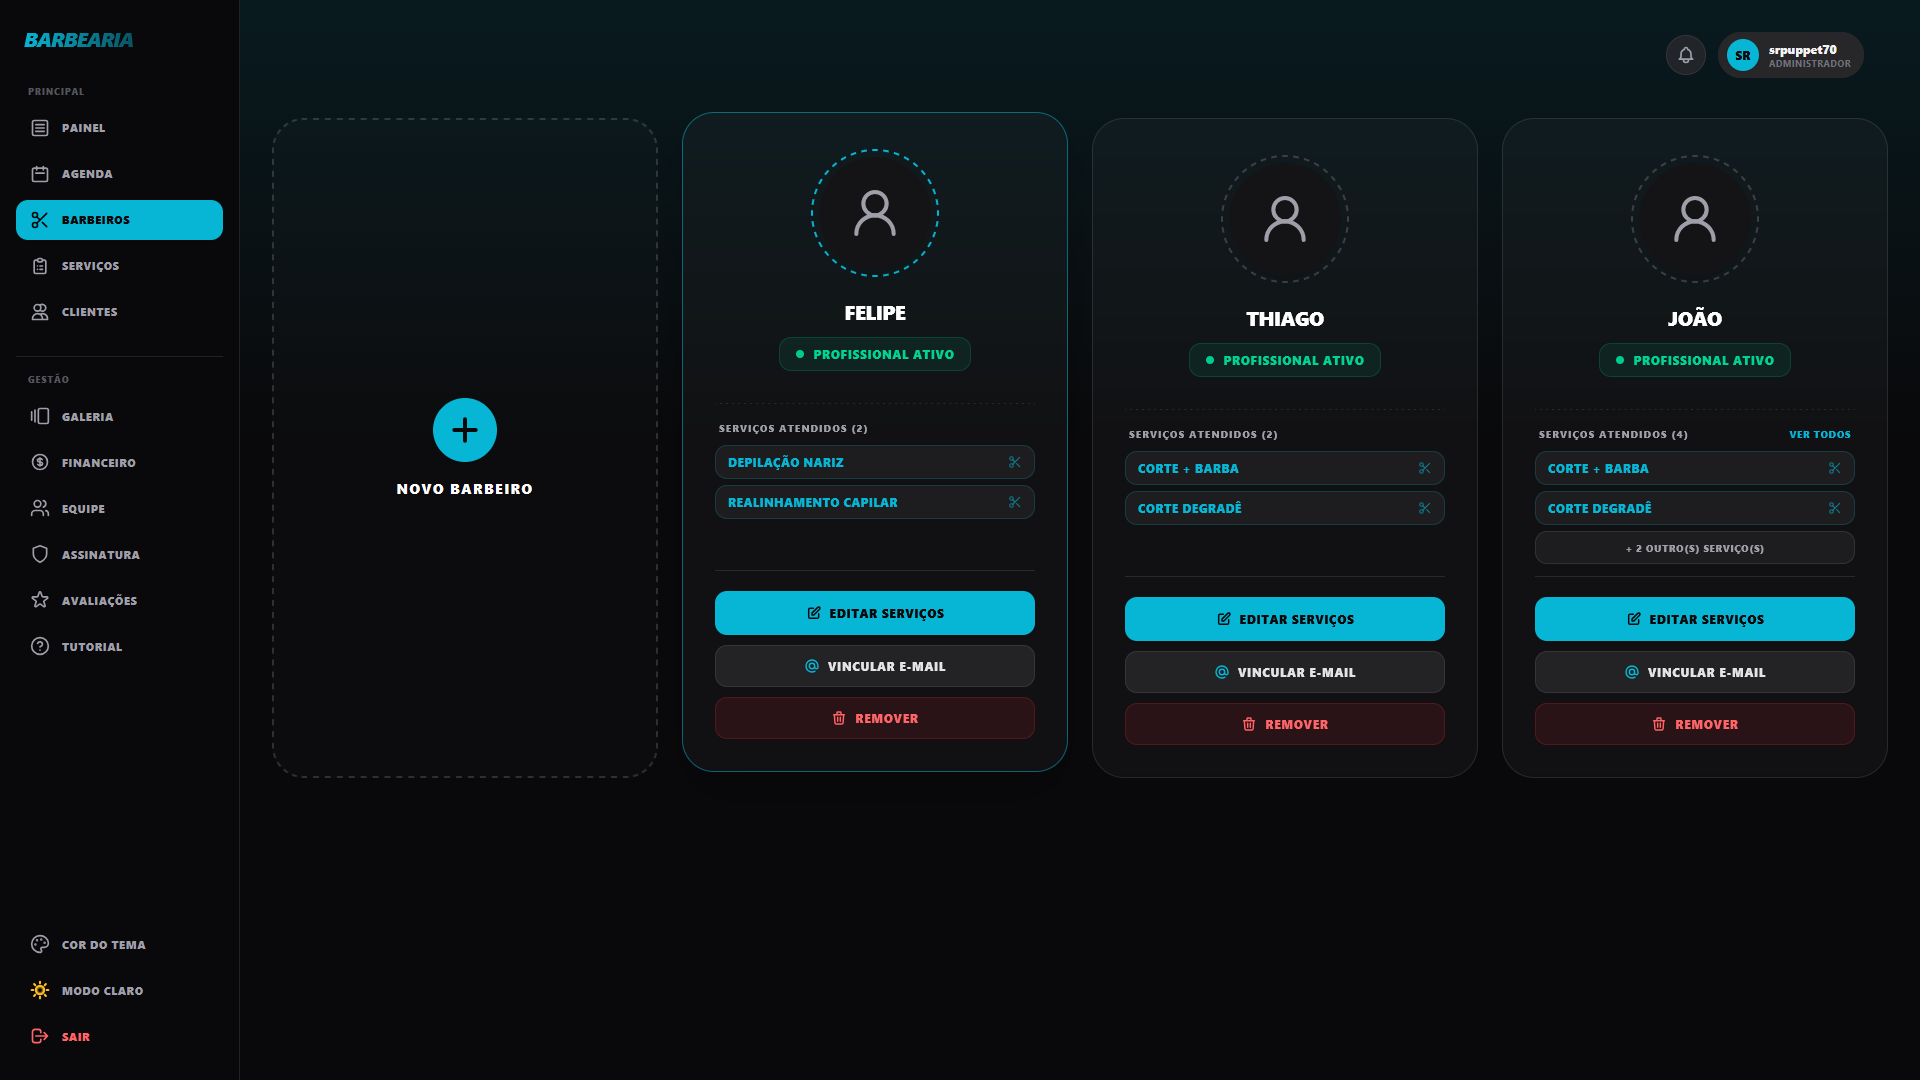 BARBEARIA
PRINCIPAL
PAINEL
AGENDA
BARBEIROS
SERVIÇOS
CLIENTES
GESTÃO
GALERIA
FINANCEIRO
EQUIPE
ASSINATURA
AVALIAÇÕES
TUTORIAL
COR DO TEMA
MODO CLARO
SAIR
SR
srpuppet70
ADMINISTRADOR
NOVO BARBEIRO
FELIPE
PROFISSIONAL ATIVO
SERVIÇOS ATENDIDOS (2)
DEPILAÇÃO NARIZ
REALINHAMENTO CAPILAR
EDITAR SERVIÇOS
@ VINCULAR E-MAIL
REMOVER
THIAGO
PROFISSIONAL ATIVO
SERVIÇOS ATENDIDOS (2)
CORTE + BARBA
CORTE DEGRADÊ
EDITAR SERVIÇOS
@ VINCULAR E-MAIL
REMOVER
JOÃO
PROFISSIONAL ATIVO
SERVIÇOS ATENDIDOS (4) VER TODOS
CORTE + BARBA
CORTE DEGRADÊ
+ 2 OUTRO(S) SERVIÇO(S)
EDITAR SERVIÇOS
@ VINCULAR E-MAIL
REMOVER